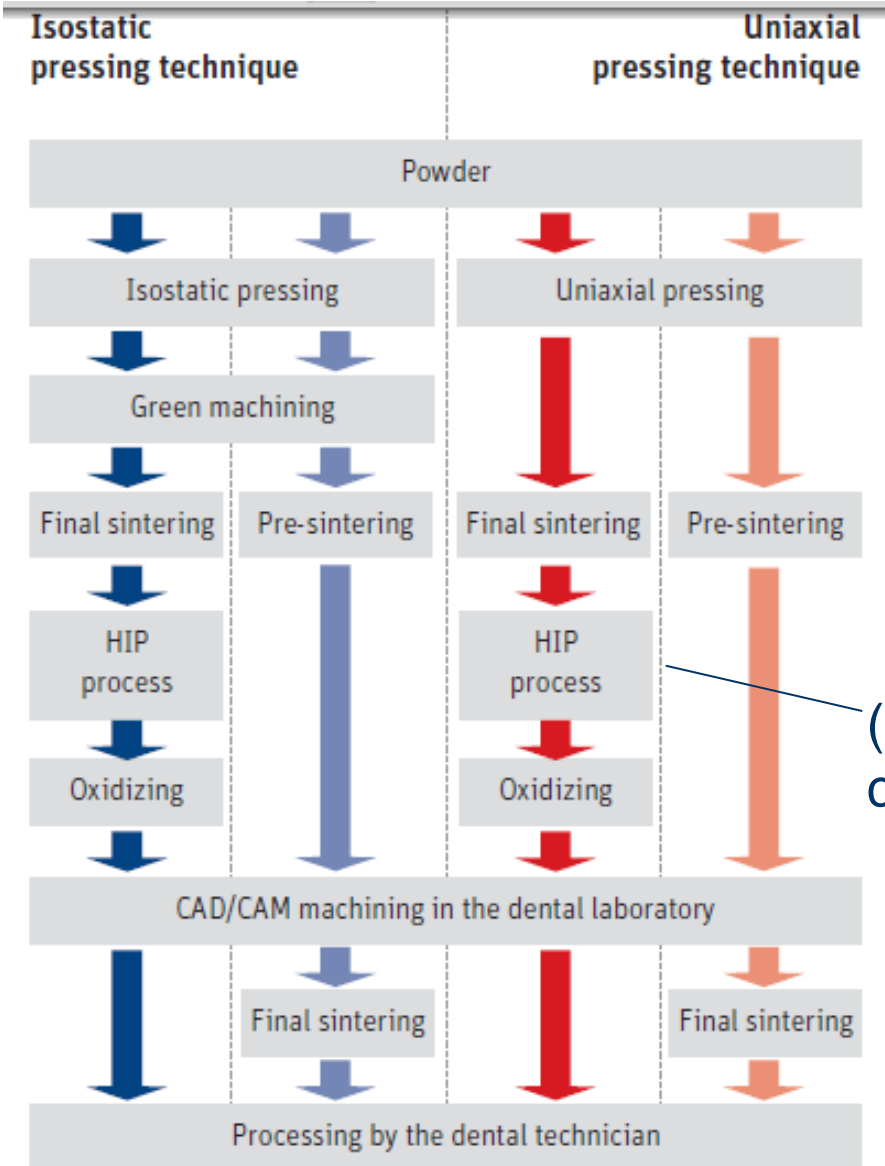 Isostatic
pressing technique
Uniaxial
pressing technique
Powder
Isostatic pressing
Uniaxial pressing
Green machining
Final sintering
Pre-sintering
Final sintering
Pre-sintering
HIP
process
HIP
process
(
Oxidizing
Oxidizing
CAD/CAM machining in the dental laboratory
Final sintering
Final sintering
Processing by the dental technician